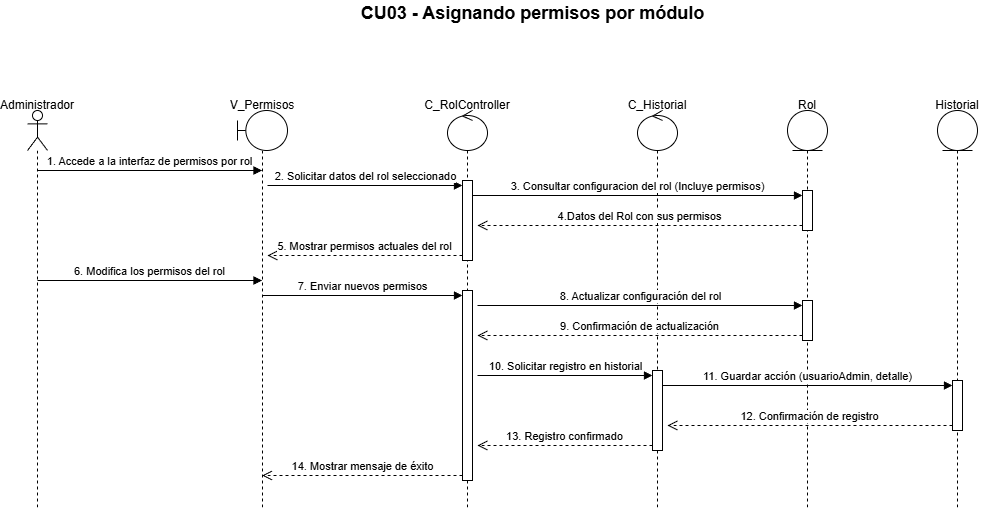 CU03 - Asignando permisos por módulo
Administrador
V_Permisos
C_RolController
C_Historial
Rol
Historial
1. Accede a la interfaz de permisos por rol
2. Solicitar datos del rol seleccionado
3. Consultar configuracion del rol (Incluye permisos)
4.Datos del Rol con sus permisos
5. Mostrar permisos actuales del rol
6. Modifica los permisos del rol
7. Enviar nuevos permisos
8. Actualizar configuración del rol
9. Confirmación de actualización
10. Solicitar registro en historial
11. Guardar acción (usuarioAdmin, detalle)
12. Confirmación de registro
13. Registro confirmado
14. Mostrar mensaje de éxito